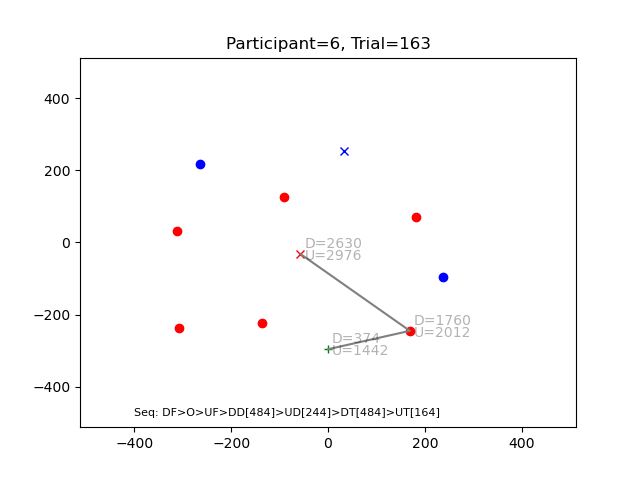 Participant=6, Trial=163
400
200
0
−200
−400
D=2630
U=2976
D=1760
U=2012
D=374
U=1442
Seq: DF>O>UF>DD[484]>UD[244]>DT[484]>UT[164]
−400
−200
0
200
400